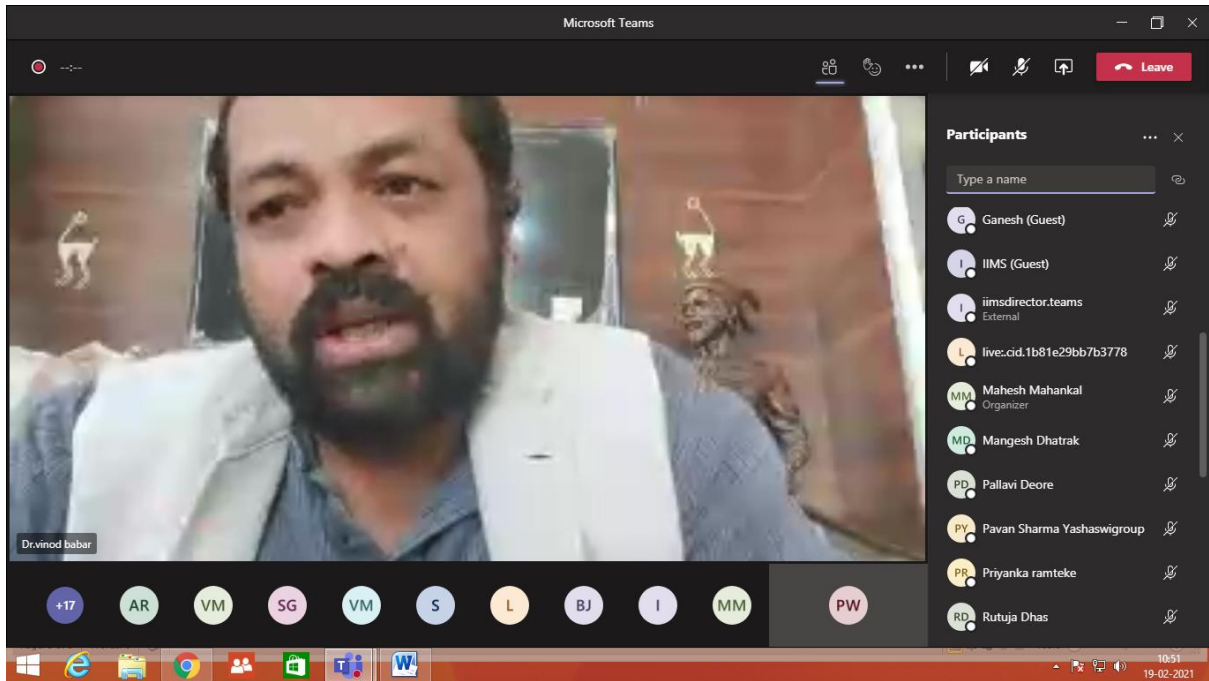 Microsoft Teams
--:--
Leave
Participants
Type a name
G Ganesh (Guest)
I IIMS (Guest)
I iimsdirector.teams
External
L live:.cid.1b81e29bb7b3778
MM Mahesh Mahankal
Organizer
MD Mangesh Dhatrak
PD Pallavi Deore
PY Pavan Sharma Yashaswigroup
PR Priyanka ramteke
RD Rutuja Dhas
Dr.vinod babar
+17 AR VM SG VM S L BJ I MM PW
10:51
19-02-2021